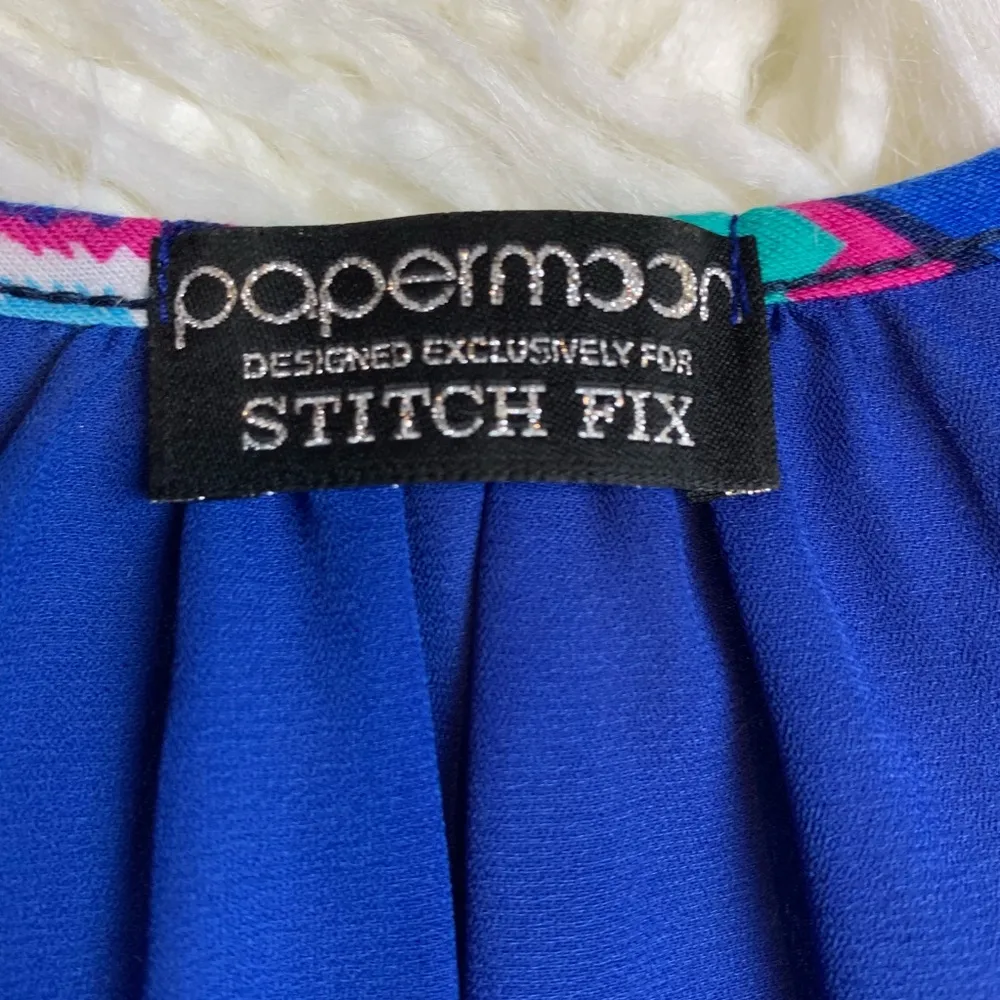 papermoon
DESIGNED EXCLUSIVELY FOR
STITCH FIX